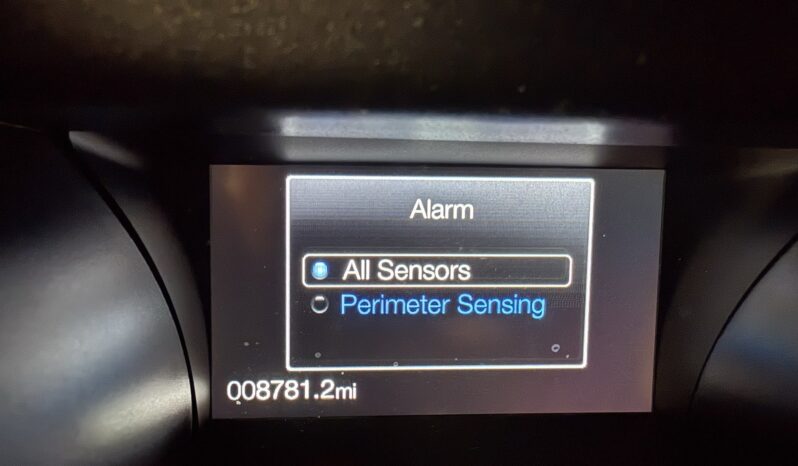 Alarm
All Sensors
Perimeter Sensing
008781.2mi